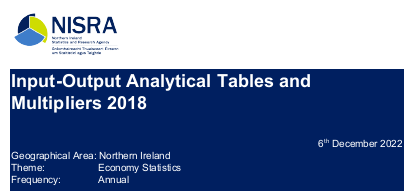 NISRA
Northern Ireland
Statistics and Research Agency
Input-Output Analytical Tables and
Multipliers 2018
6th December 2022
Geographical Area: Northern Ireland
Theme: Economy Statistics
Frequency: Annual